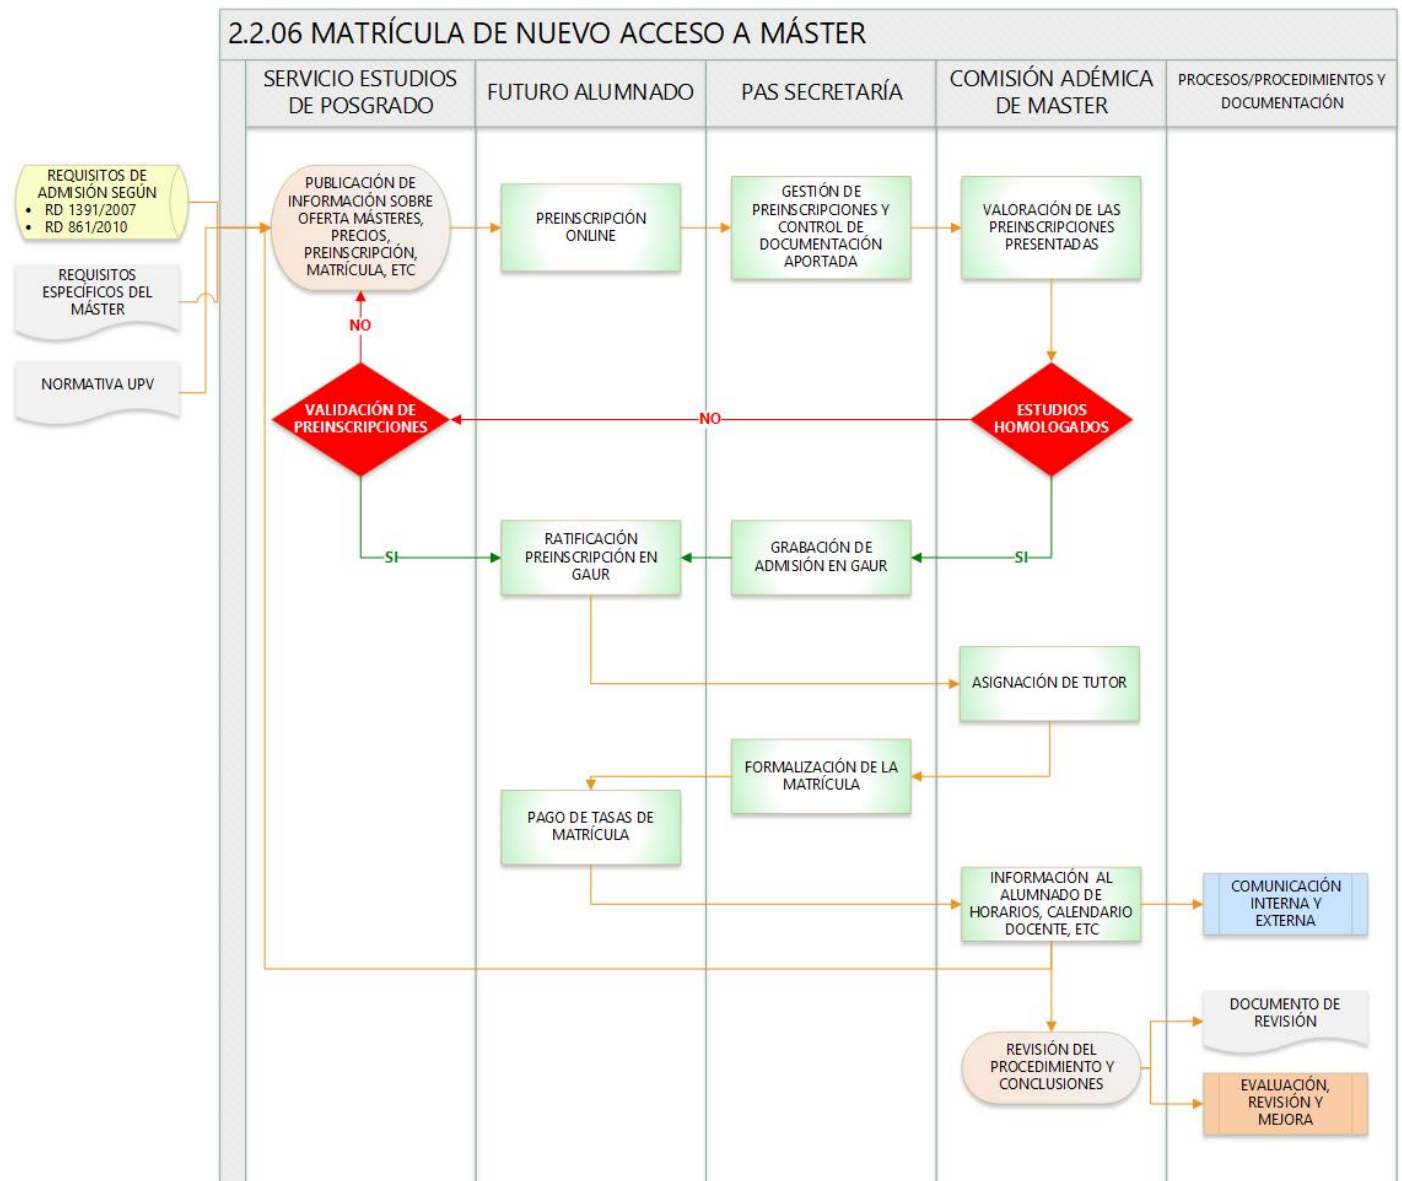 2.2.06 MATRÍCULA DE NUEVO ACCESO A MÁSTER
SERVICIO ESTUDIOS
DE POSGRADO
FUTURO ALUMNADO
PAS SECRETARÍA
COMISIÓN ADÉMICA
DE MASTER
PROCESOS/PROCEDIMIENTOS Y
DOCUMENTACIÓN
REQUISITOS DE
ADMISIÓN SEGÚN
• RD 1391/2007
• RD 861/2010
REQUISITOS
ESPECÍFICOS DEL
MÁSTER
NORMATIVA UPV
PUBLICACIÓN DE
INFORMACIÓN SOBRE
OFERTA MÁSTERES,
PRECIOS,
PREINSCRIPCIÓN,
MATRÍCULA, ETC
PREINSCRIPCIÓN
ONLINE
GESTIÓN DE
PREINSCRIPCIONES Y
CONTROL DE
DOCUMENTACIÓN
APORTADA
VALORACIÓN DE LAS
PREINSCRIPCIONES
PRESENTADAS
NO
VALIDACIÓN DE
PREINSCRIPCIONES
NO
ESTUDIOS
HOMOLOGADOS
SI
RATIFICACIÓN
PREINSCRIPCIÓN EN
GAUR
GRABACIÓN DE
ADMISIÓN EN GAUR
SI
ASIGNACIÓN DE TUTOR
FORMALIZACIÓN DE LA
MATRÍCULA
PAGO DE TASAS DE
MATRÍCULA
INFORMACIÓN AL
ALUMNADO DE
HORARIOS, CALENDARIO
DOCENTE, ETC
COMUNICACIÓN
INTERNA Y
EXTERNA
REVISIÓN DEL
PROCEDIMIENTO Y
CONCLUSIONES
DOCUMENTO DE
REVISIÓN
EVALUACIÓN,
REVISIÓN Y
MEJORA